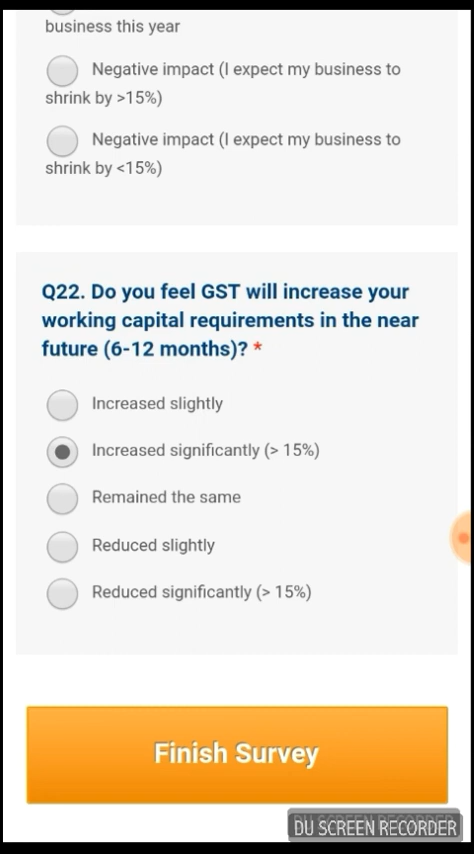 business this year
Negative impact (I expect my business to
shrink by >15%)
Negative impact (I expect my business to
shrink by <15%)
Q22. Do you feel GST will increase your
working capital requirements in the near
future (6-12 months)? *
Increased slightly
Increased significantly (> 15%)
Remained the same
Reduced slightly
Reduced significantly (> 15%)
Finish Survey
DU SCREEN RECORDER